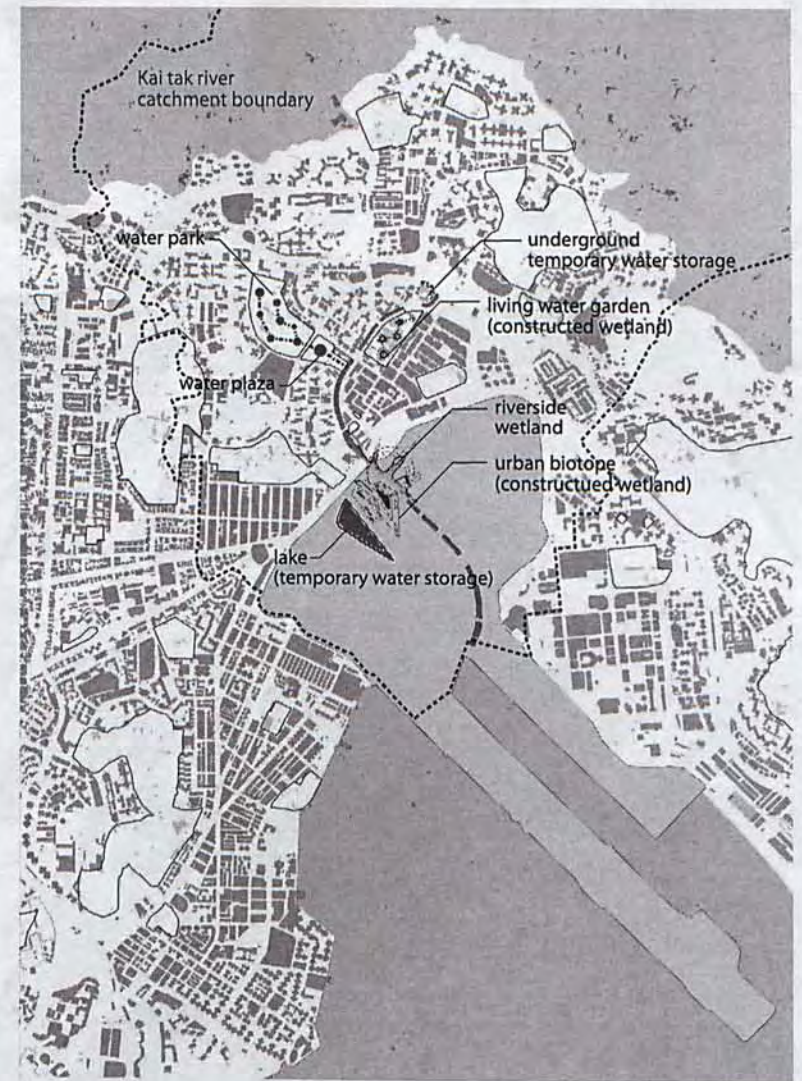 Kai tak river
catchment boundary
water park
underground
temporary water storage
living water garden
(constructed wetland)
water plaza
riverside
wetland
urban biotope
(constructued wetland)
lake
(temporary water storage)